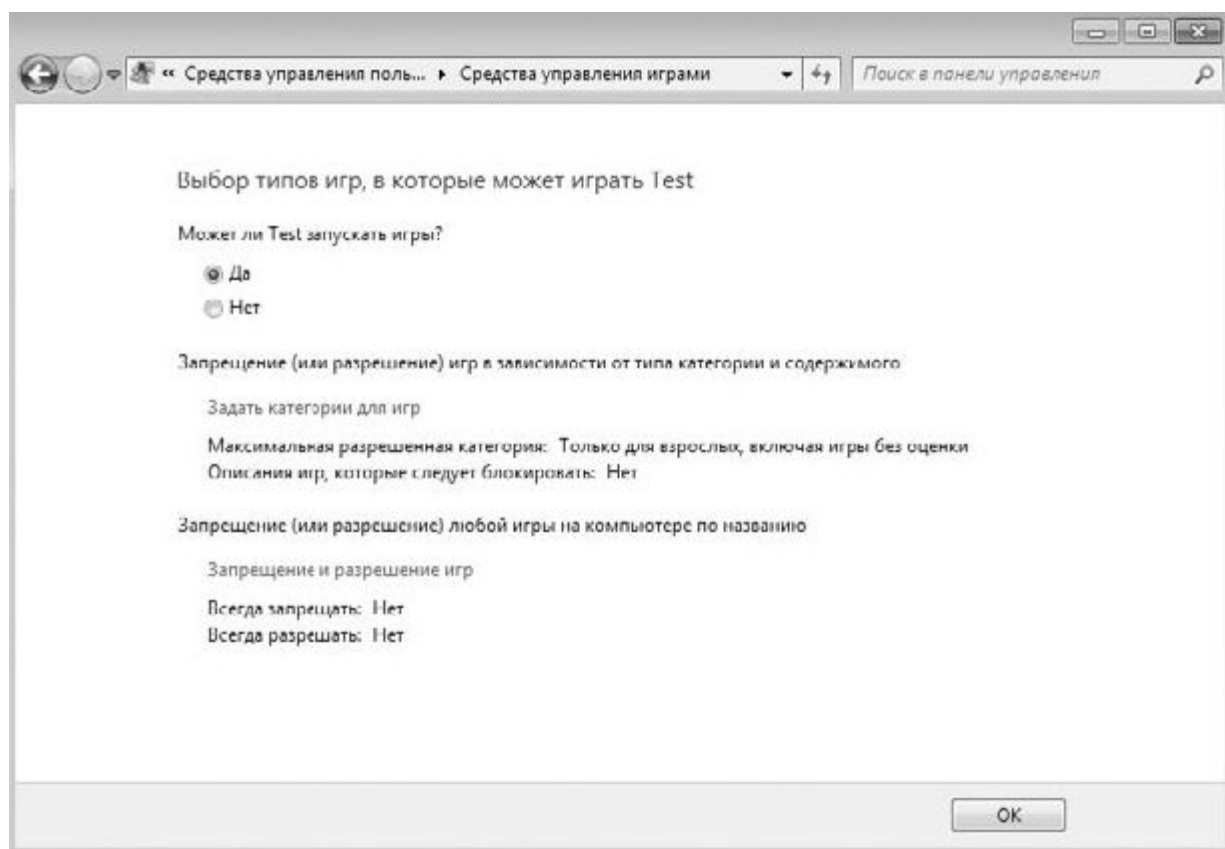 « Средства управления поль... ▸ Средства управления играми
Поиск в панели управления
Выбор типов игр, в которые может играть Test
Может ли Test запускать игры?
Да
Нет
Запрещение (или разрешение) игр в зависимости от типа категории и содержимого
Задать категории для игр
Максимальная разрешенная категория: Только для взрослых, включая игры без оценки
Описания игр, которые следует блокировать: Нет
Запрещение (или разрешение) любой игры на компьютере по названию
Запрещение и разрешение игр
Всегда запрещать: Нет
Всегда разрешать: Нет
OK